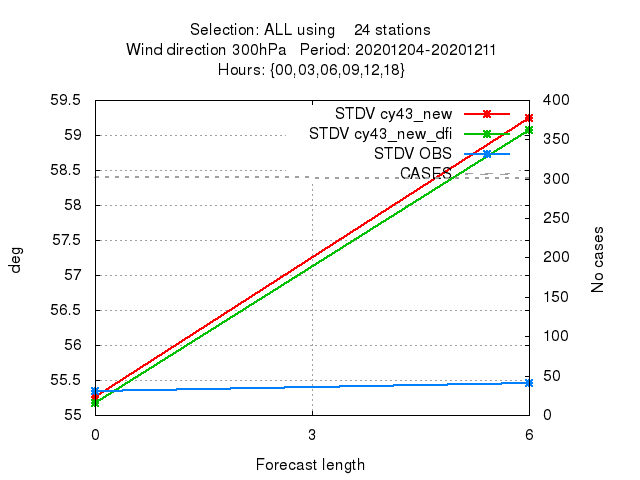 Selection: ALL using 24 stations
Wind direction 300hPa Period: 20201204-20201211
Hours: {00,03,06,09,12,18}
59.5
59
58.5
58
57.5
57
56.5
56
55.5
55
400
350
300
250
200
150
100
50
0
STDV cy43_new
STDV cy43_new_dfi
STDV OBS
CASES
deg
No cases
0
3
6
Forecast length